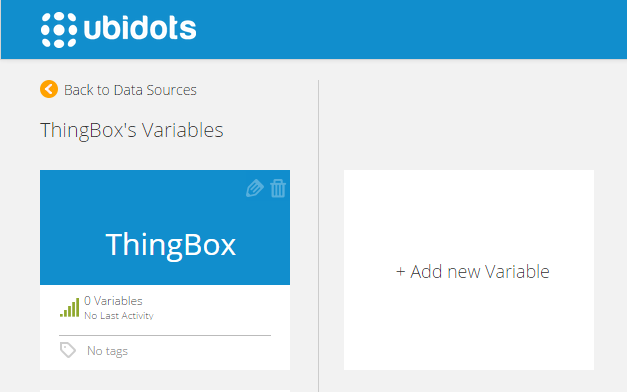 ubidots
Back to Data Sources
ThingBox's Variables
ThingBox
0 Variables
No Last Activity
No tags
+ Add new Variable